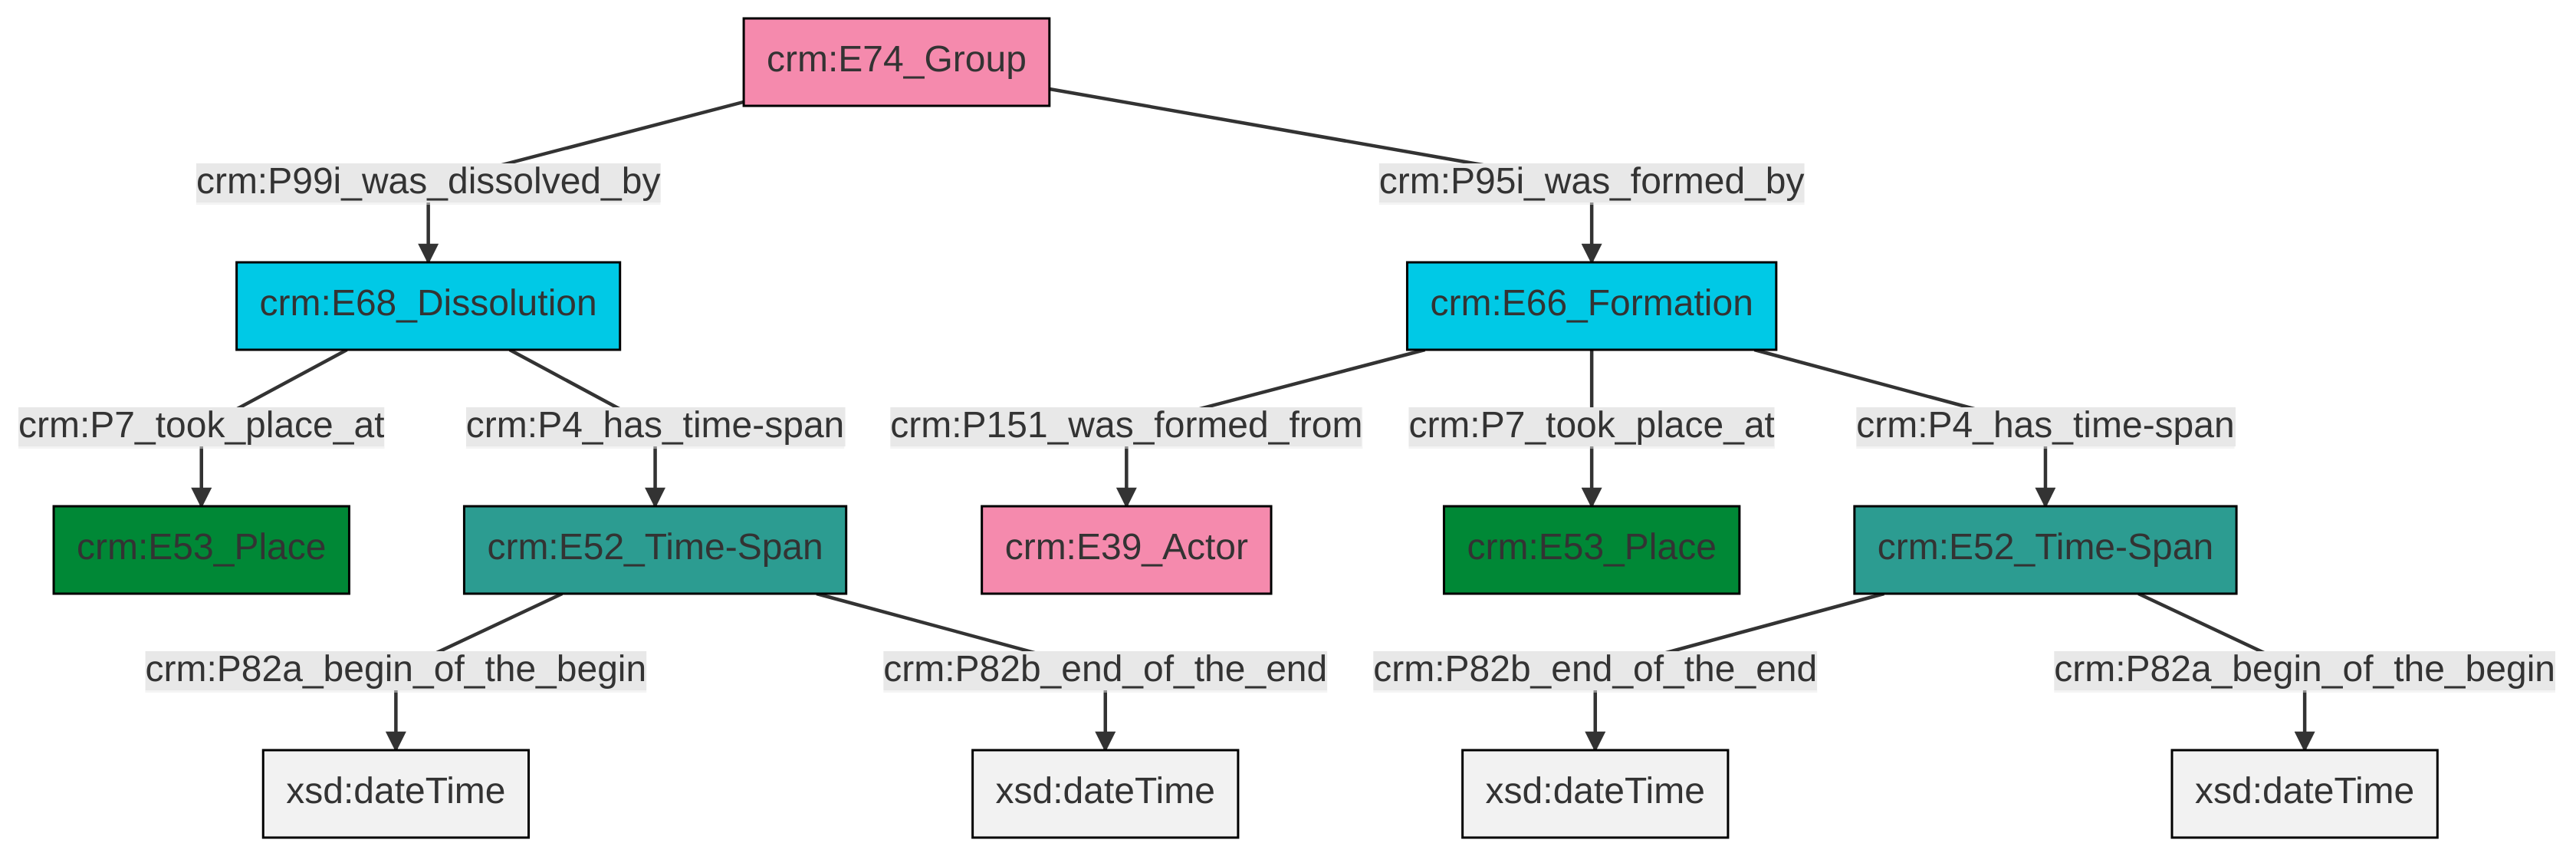 crm:E74_Group
crm:P99i_was_dissolved_by
crm:P95i_was_formed_by
crm:E68_Dissolution
crm:E66_Formation
crm:P7_took_place_at
crm:P4_has_time-span
crm:P151_was_formed_from
crm:P7_took_place_at
crm:P4_has_time-span
crm:E53_Place
crm:E52_Time-Span
crm:E39_Actor
crm:E53_Place
crm:E52_Time-Span
crm:P82a_begin_of_the_begin
crm:P82b_end_of_the_end
crm:P82b_end_of_the_end
crm:P82a_begin_of_the_begin
xsd:dateTime
xsd:dateTime
xsd:dateTime
xsd:dateTime